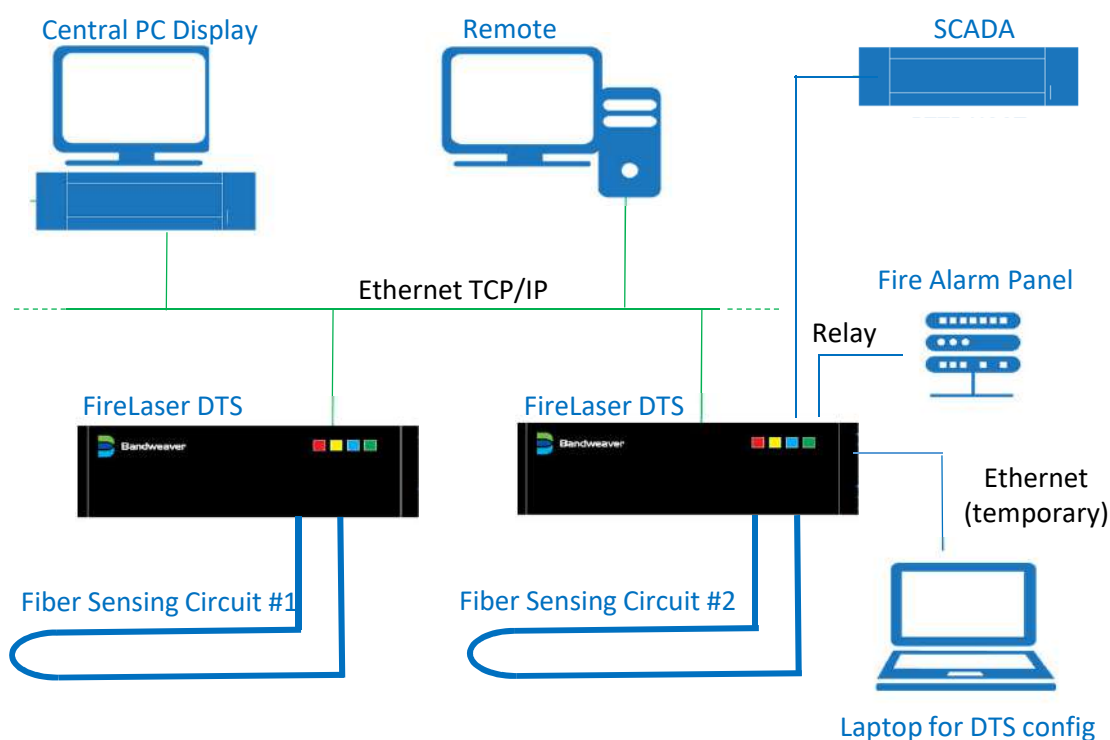 Central PC Display
Remote
SCADA
Ethernet TCP/IP
Fire Alarm Panel
Relay
FireLaser DTS
FireLaser DTS
Bandweaver
Bandweaver
Ethernet
(temporary)
Fiber Sensing Circuit #1
Fiber Sensing Circuit #2
Laptop for DTS config